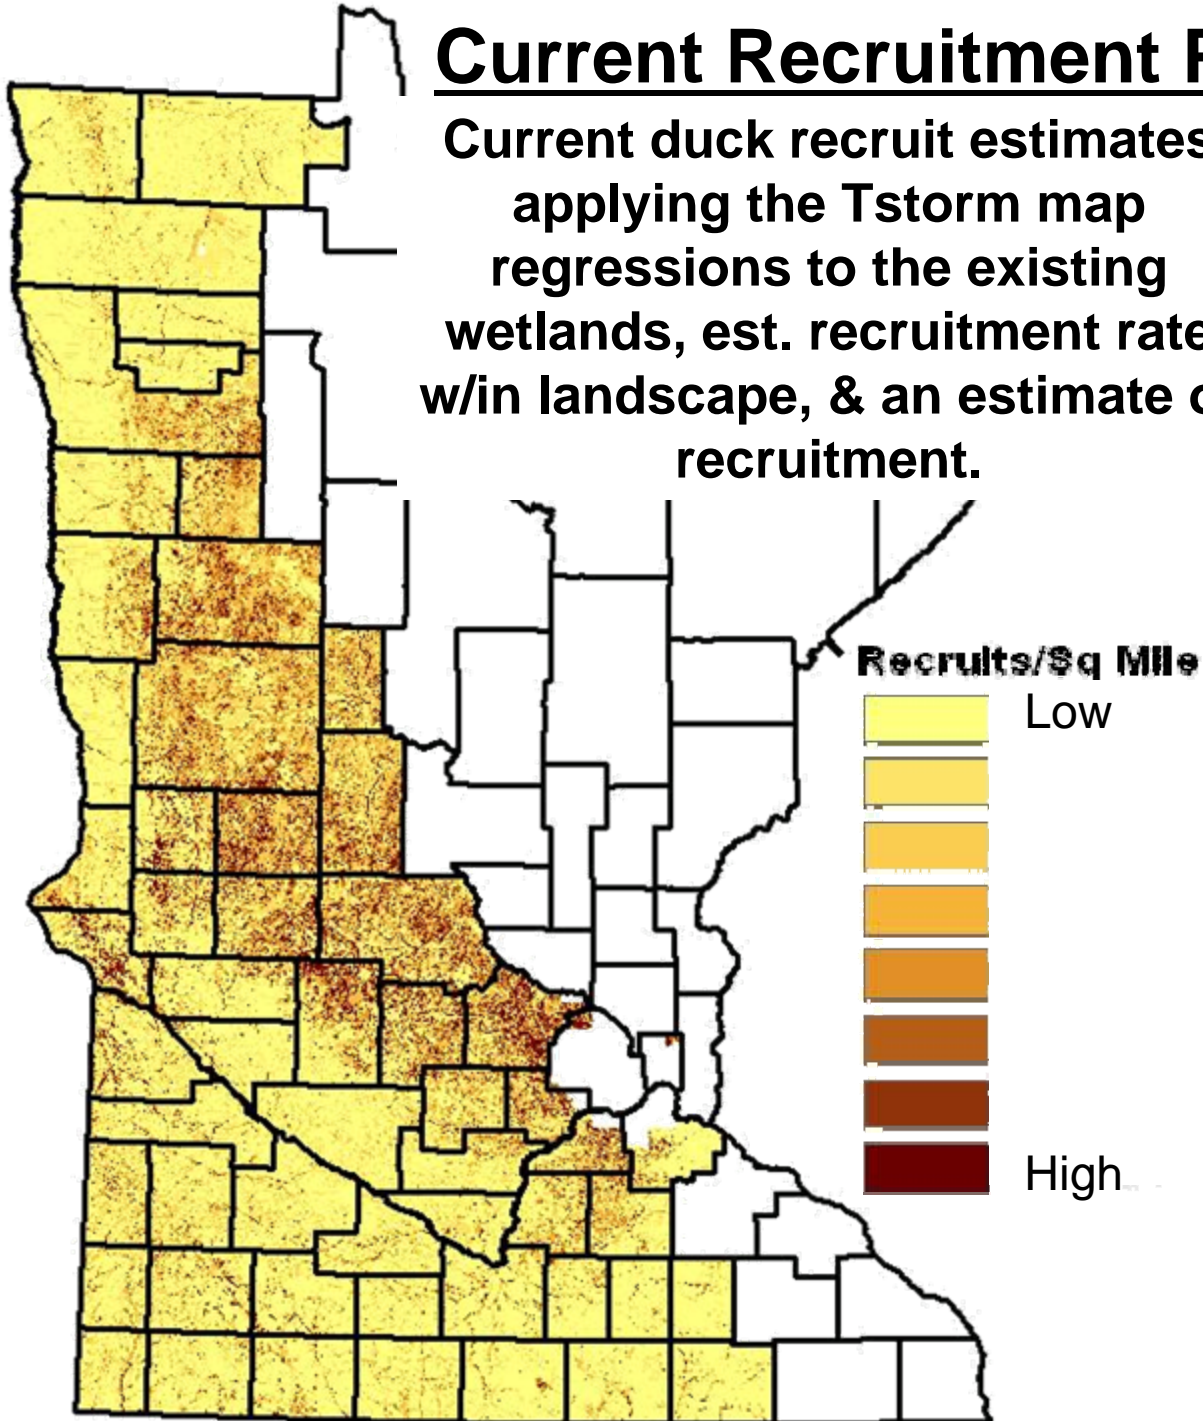 Current Recruitment
Current duck recruit estimates
applying the Tstorm map
regressions to the existing
wetlands, est. recruitment rate
w/in landscape, & an estimate
recruitment.
Recruits/Sq Mile
Low
High